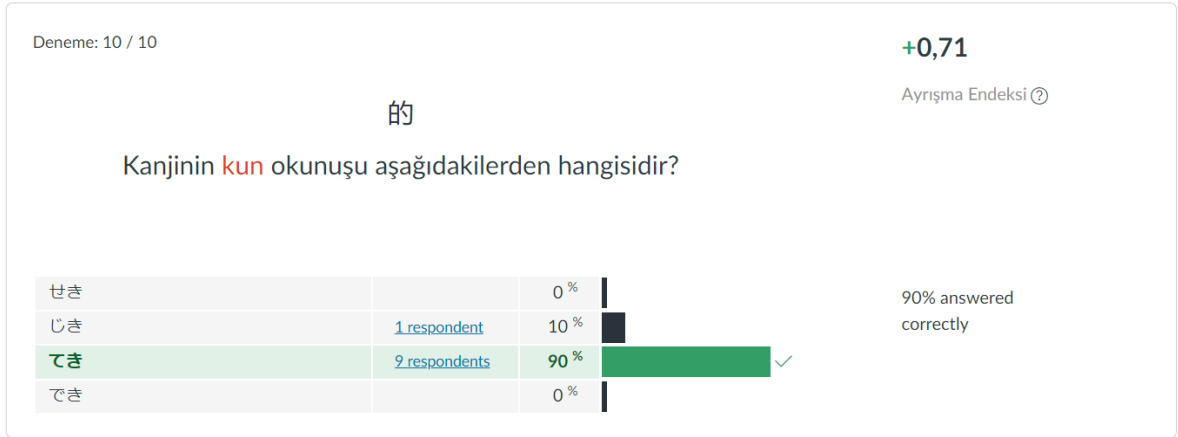 Deneme: 10 / 10
+0,71
Ayrışma Endeksi ?
的
Kanjinin kun okunuşu aşağıdakilerden hangisidir?
せき 0 %
じき 1 respondent 10 %
てき 9 respondents 90 %
でき 0 %
90% answered
correctly